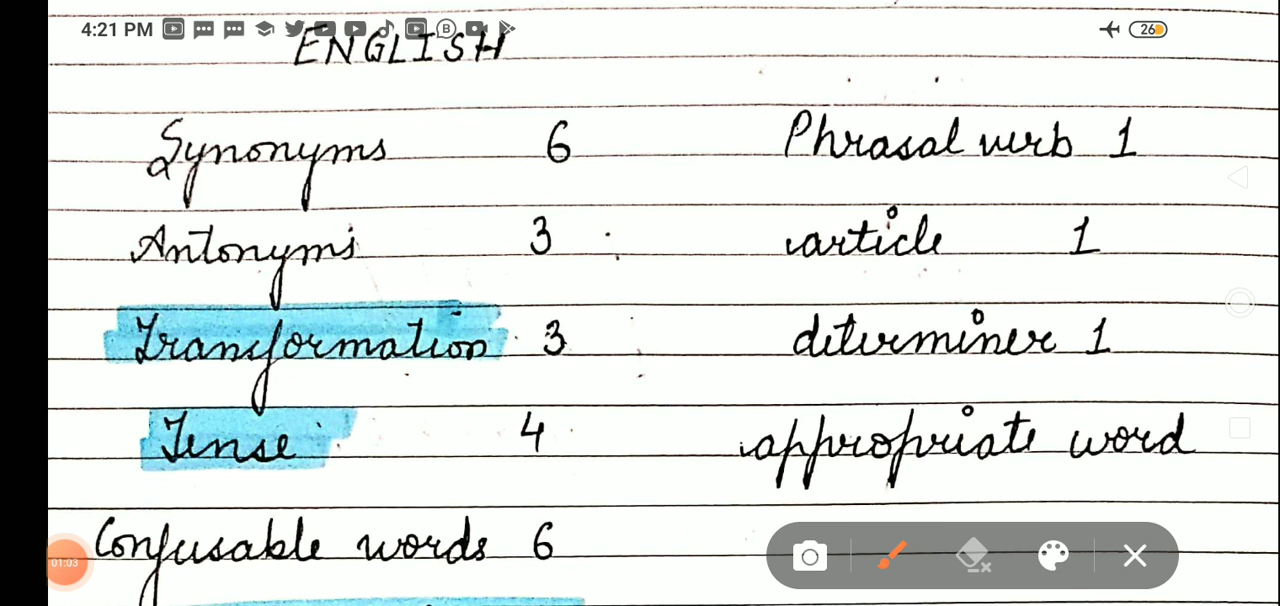 4:21 PM
26
ENGLISH
Synonyms 6
Phrasal verb 1
Antonyms 3
article 1
Transformation 3
determiner 1
Tense 4
appropriate word
Confusable words 6
01:03